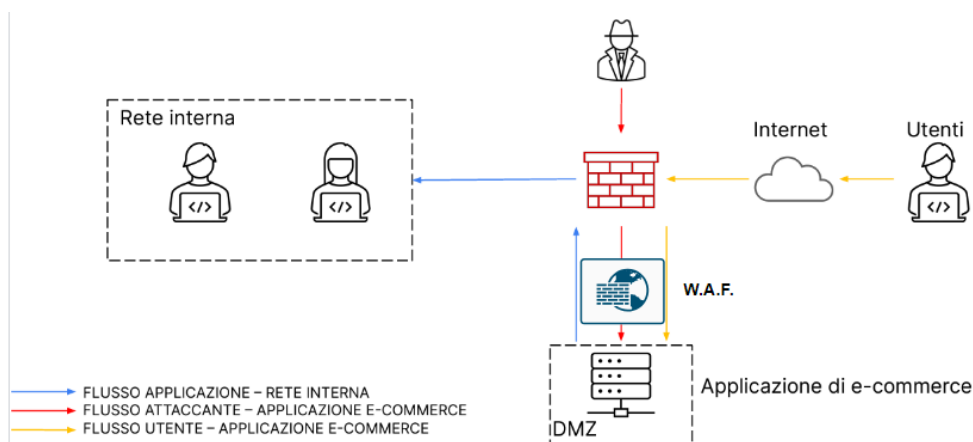 Rete interna
Internet
Utenti
</>
</>
</>
W.A.F.
Applicazione di e-commerce
DMZ
FLUSSO APPLICAZIONE – RETE INTERNA
FLUSSO ATTACCANTE – APPLICAZIONE E-COMMERCE
FLUSSO UTENTE – APPLICAZIONE E-COMMERCE